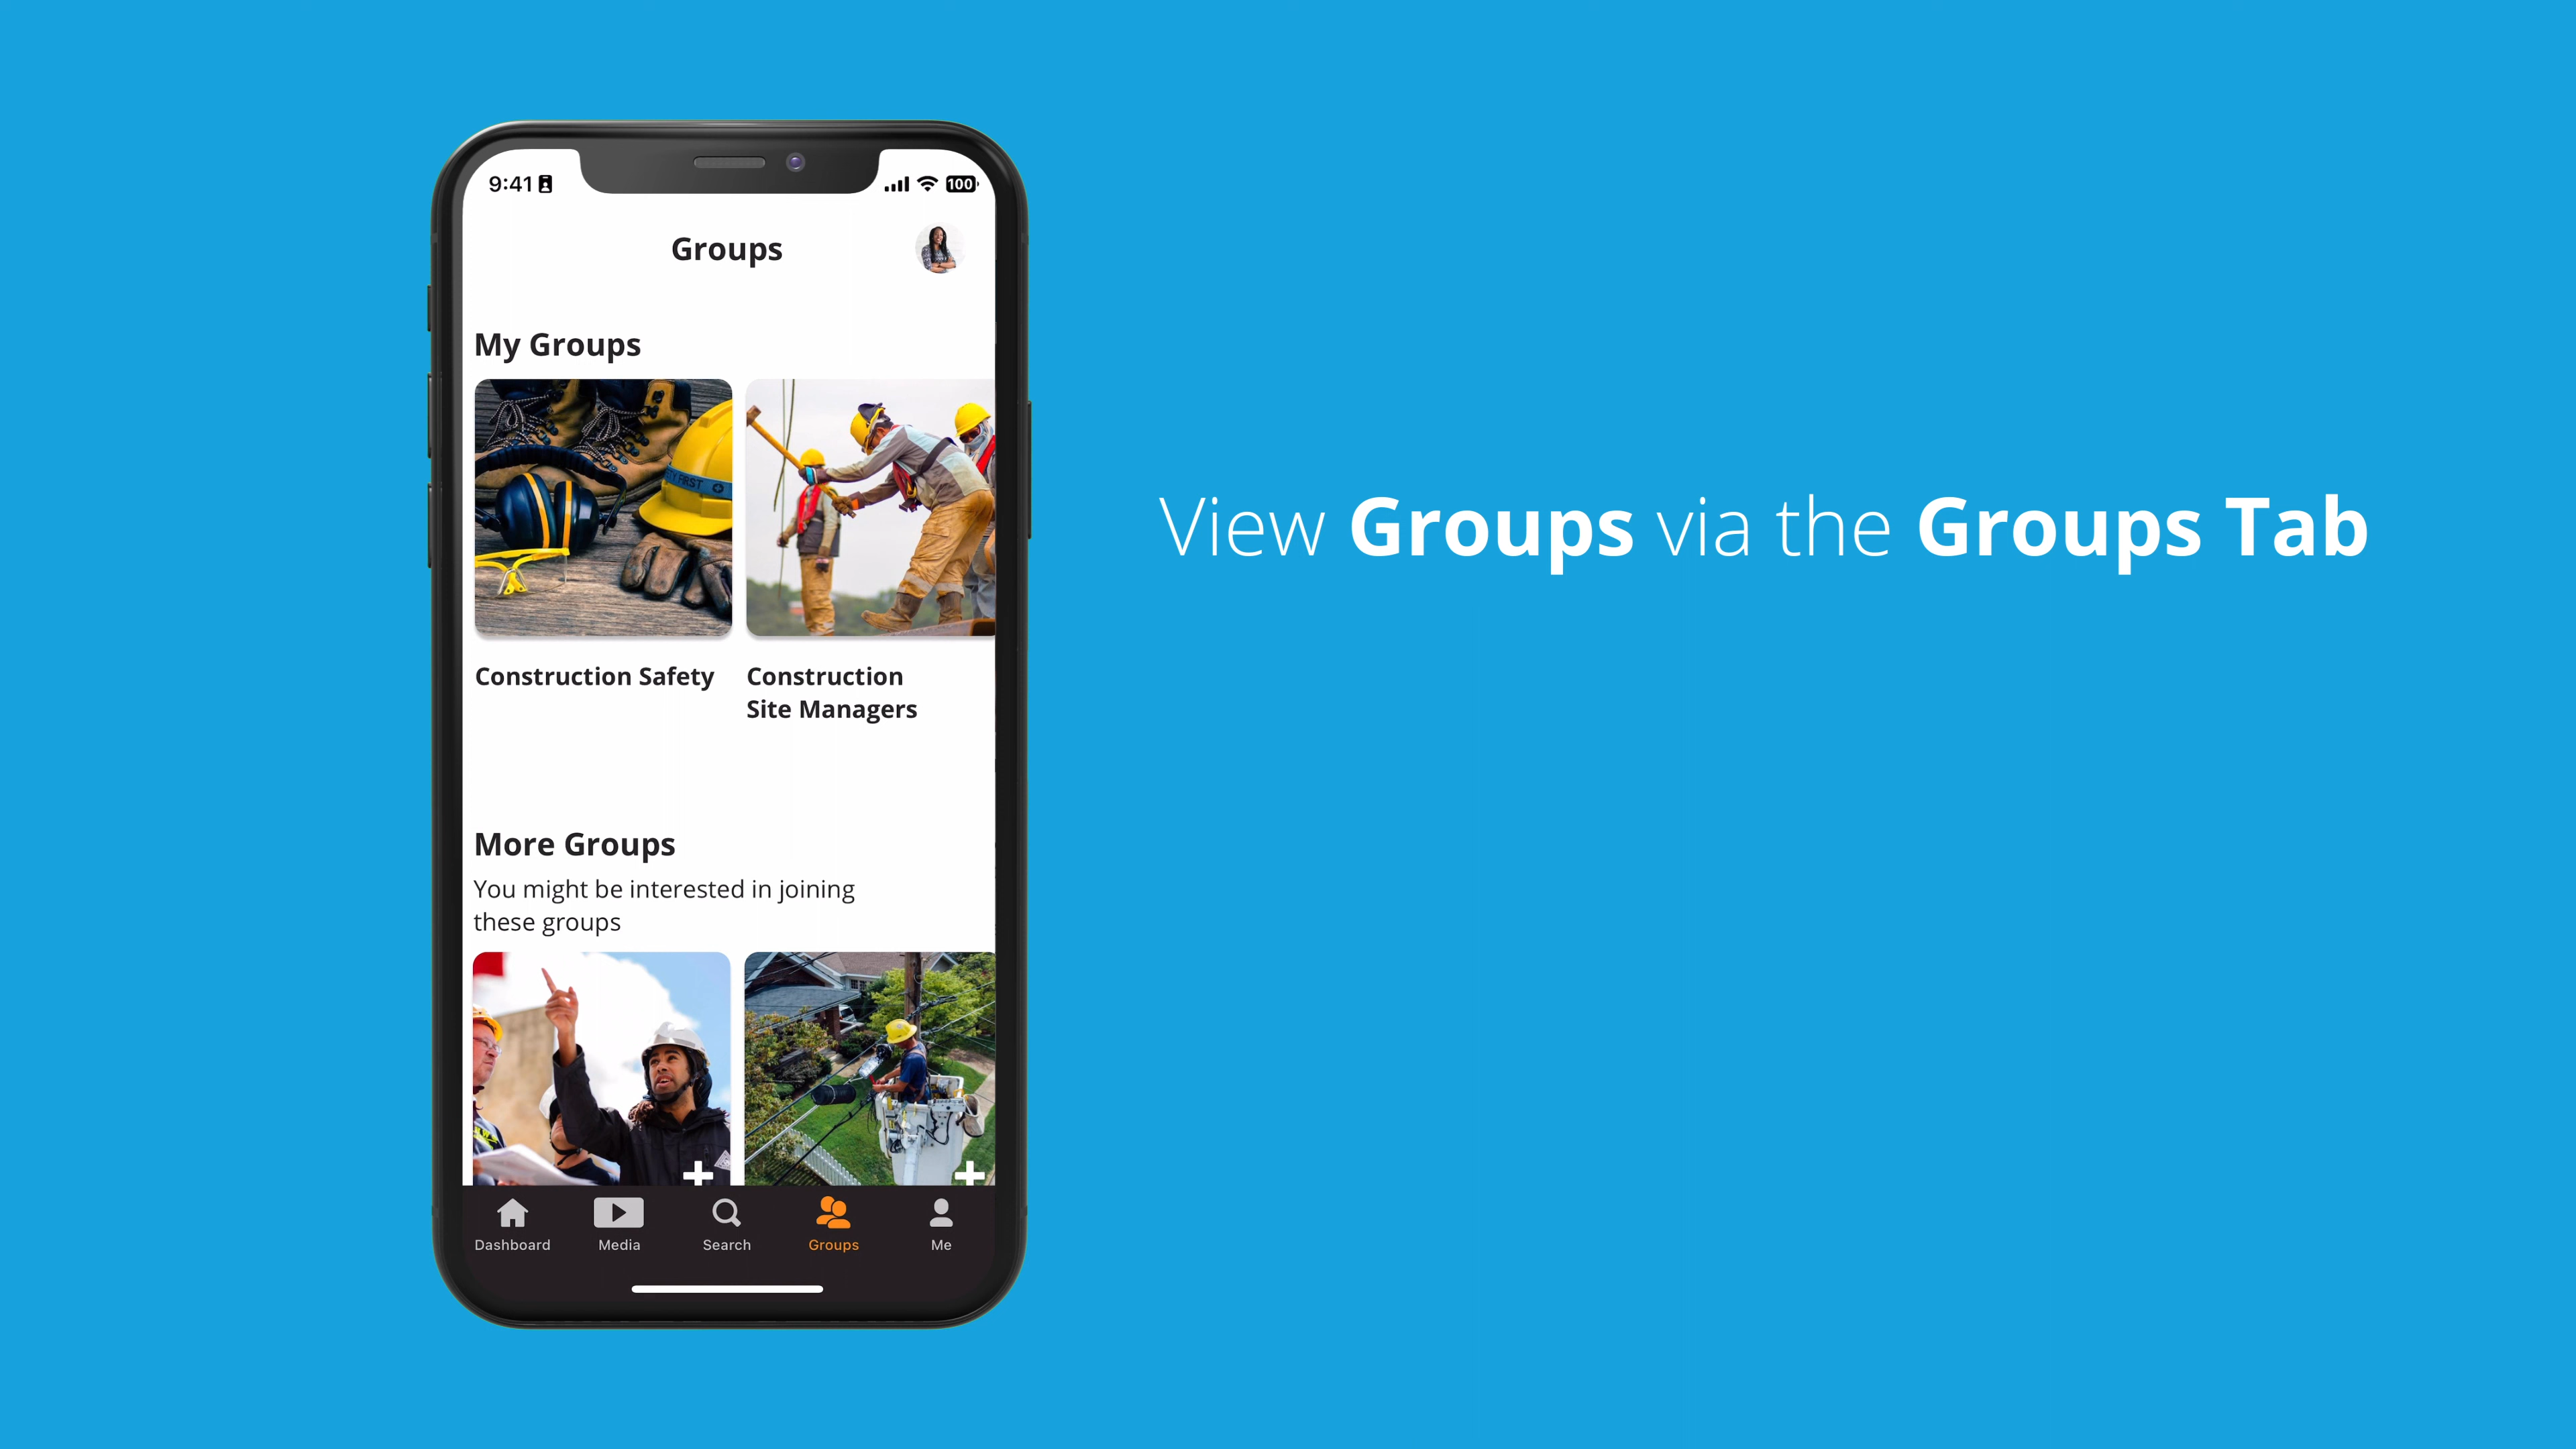 9:41
100
Groups
My Groups
FIRST
Construction Safety
Construction
Site Managers
More Groups
You might be interested in joining
these groups
Dashboard
Media
Search
Groups
Me
View Groups via the Groups Tab